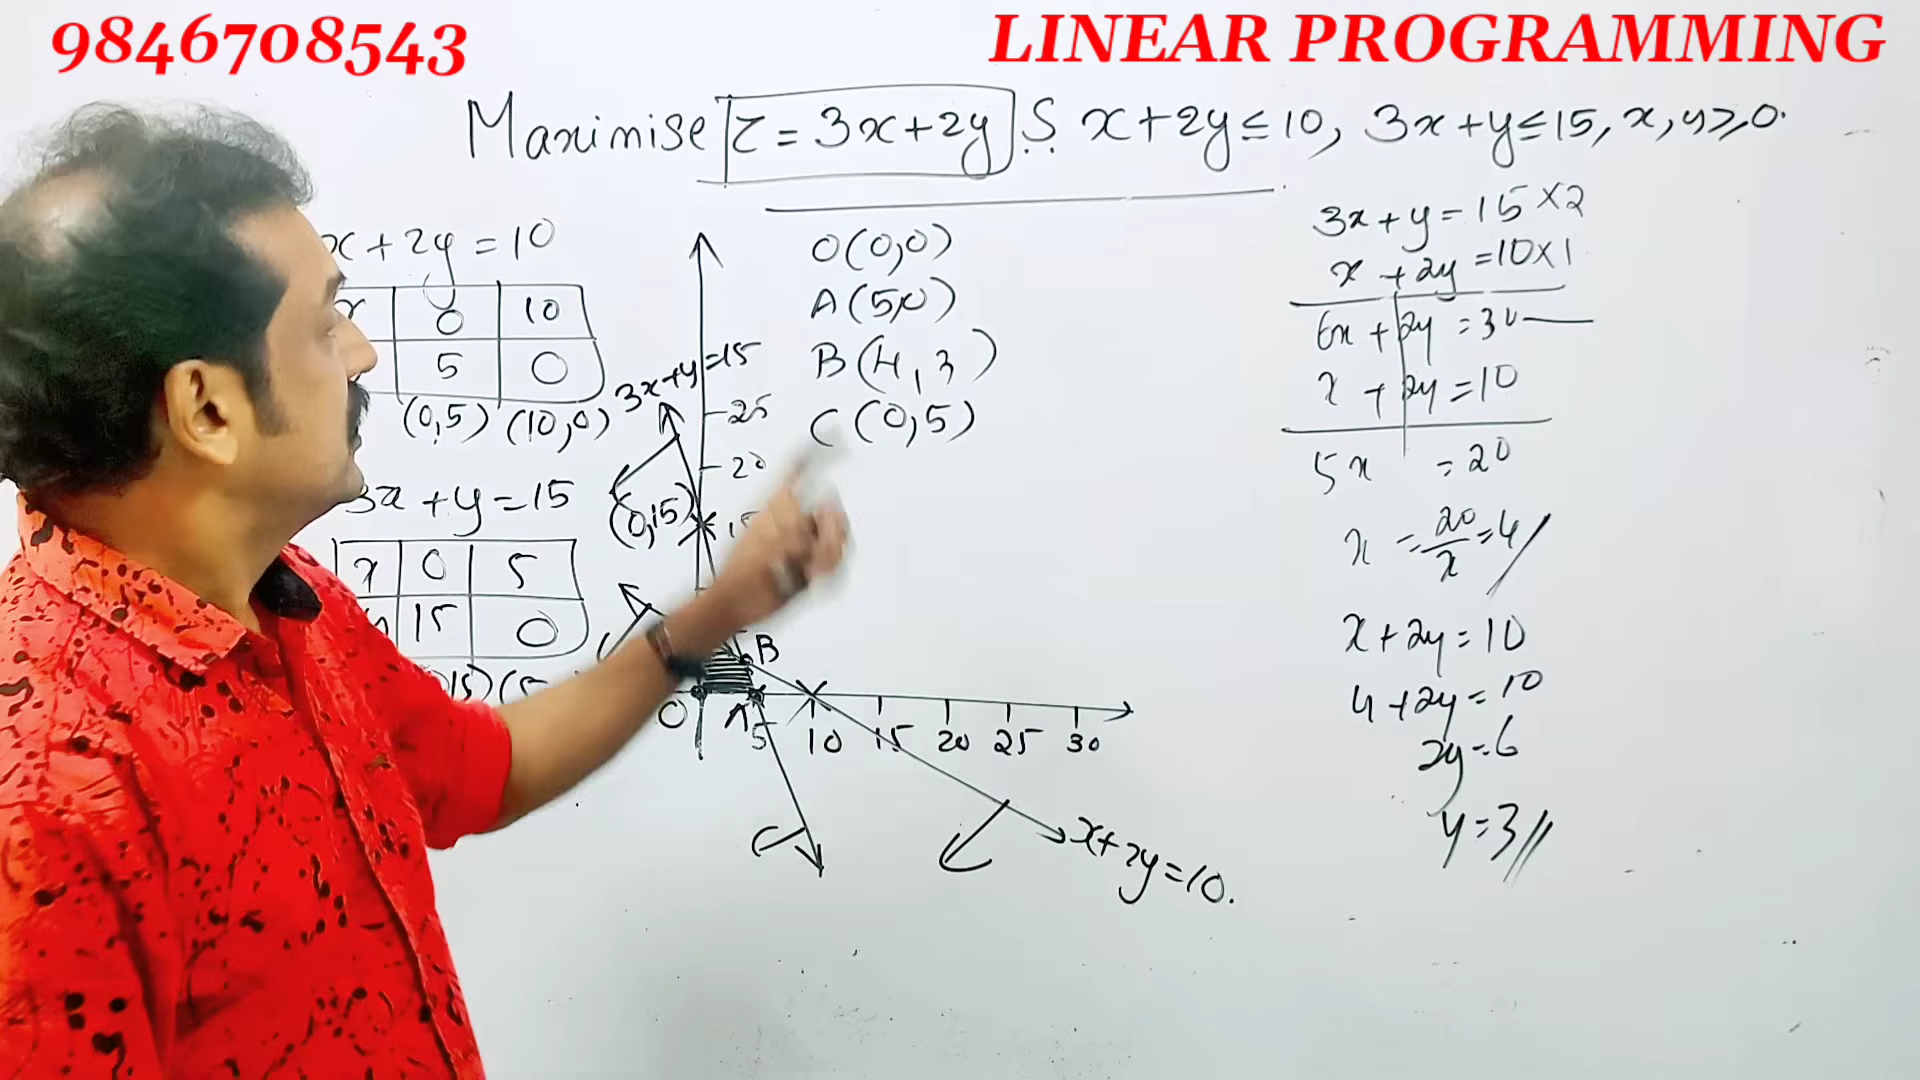 9846708543
LINEAR PROGRAMMING
Maximise z = 3x+2y S.. x+2y≤10, 3x+y≤15, x, y≥0.
x+2y=10
x 0 10
5 0
(0,5) (10,0)
3x+y=15
x 0 5
15 0
O(0,0)
A(5,0)
B(4,3)
C(0,5)
3x+y=15
25
20
(0,15)
B
O A 5 10 15 20 25 30
x+2y=10.
3x+y=15×2
x+2y=10×1
6x+2y=30
x+2y=10
5x =20
x =20/x=4
x+2y=10
4+2y=10
2y=6
y=3